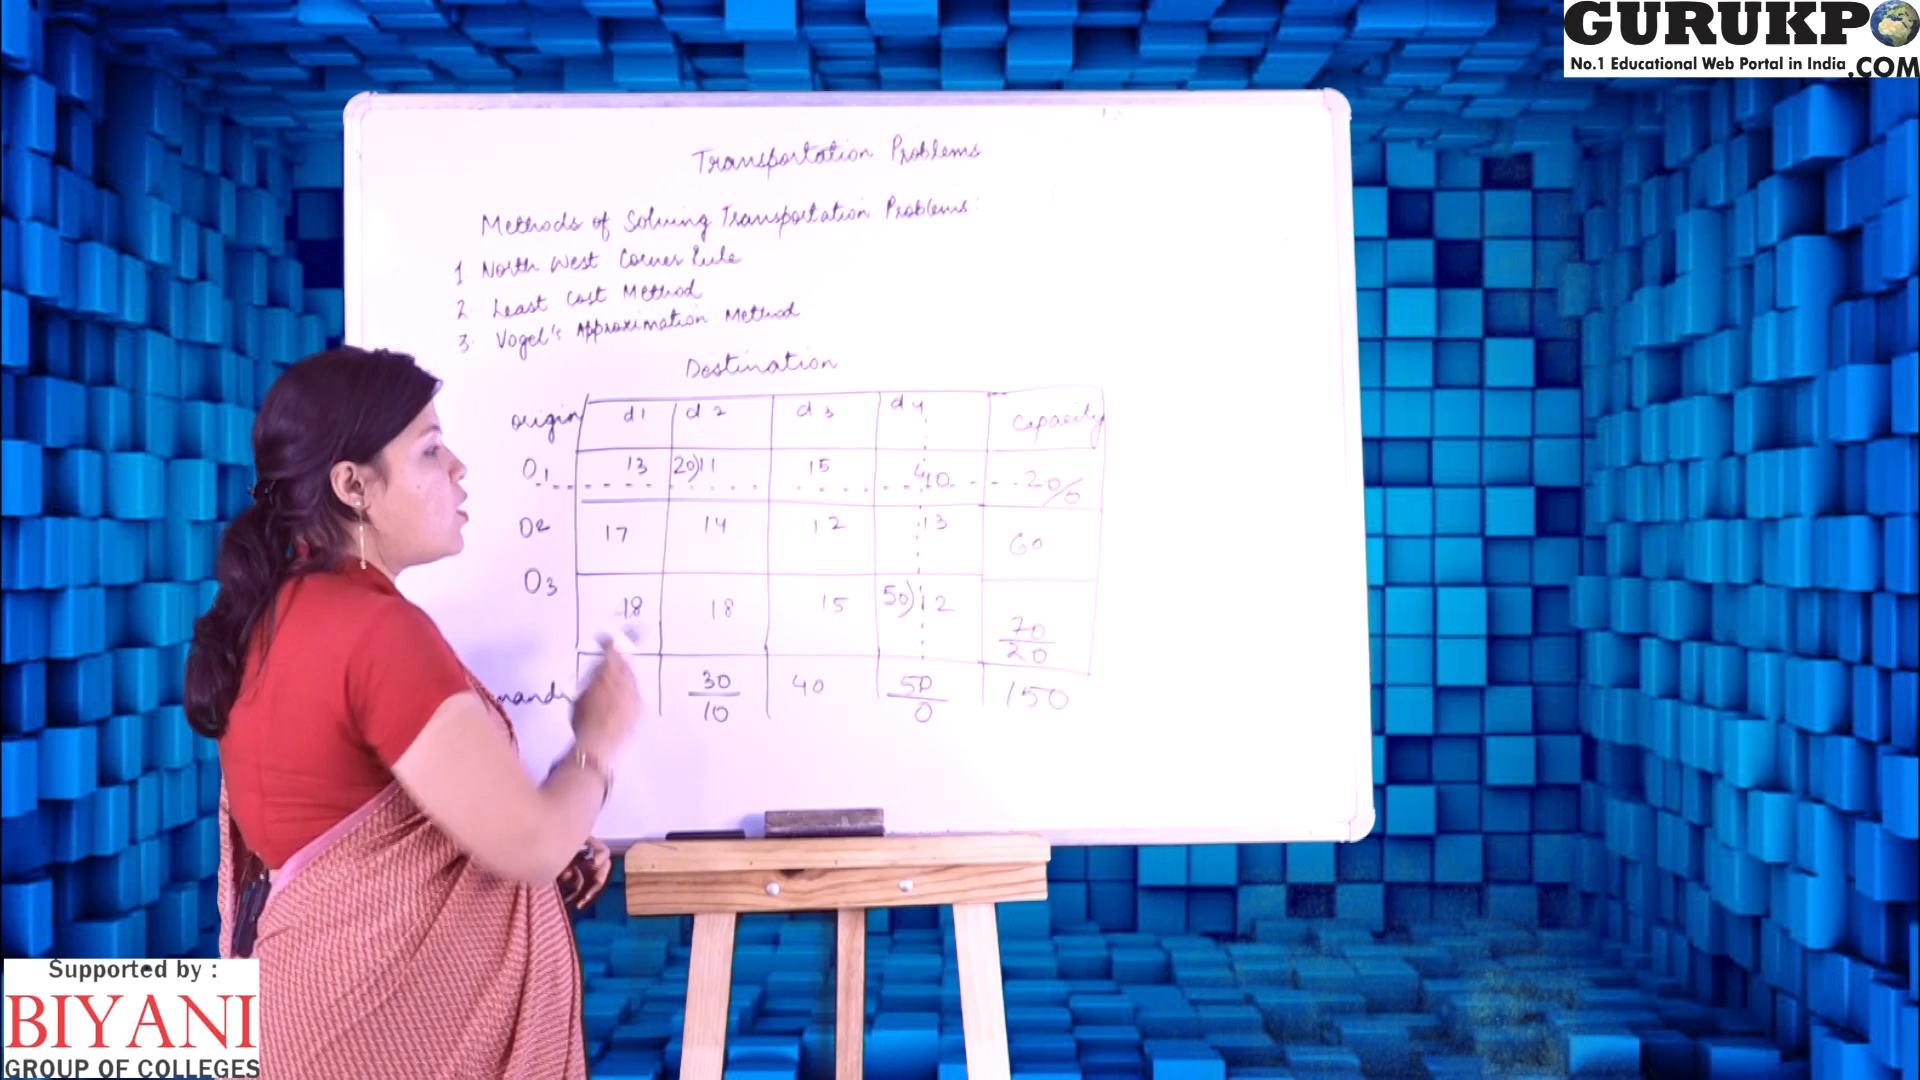 GURUKPO
No.1 Educational Web Portal in India .COM
Transportation Problems
Methods of Solving Transportation Problems:
1. North West Corner Rule
2. Least Cost Method
3. Vogel's Approximation Method
Destination
origin d1 d2 d3 d4 Capacity
O1 13 20)11 15 10 20/0
O2 17 14 12 13 60
O3 18 18 15 50)12 70
20
30 40 50 150
10 0
Supported by :
BIYANI
GROUP OF COLLEGES